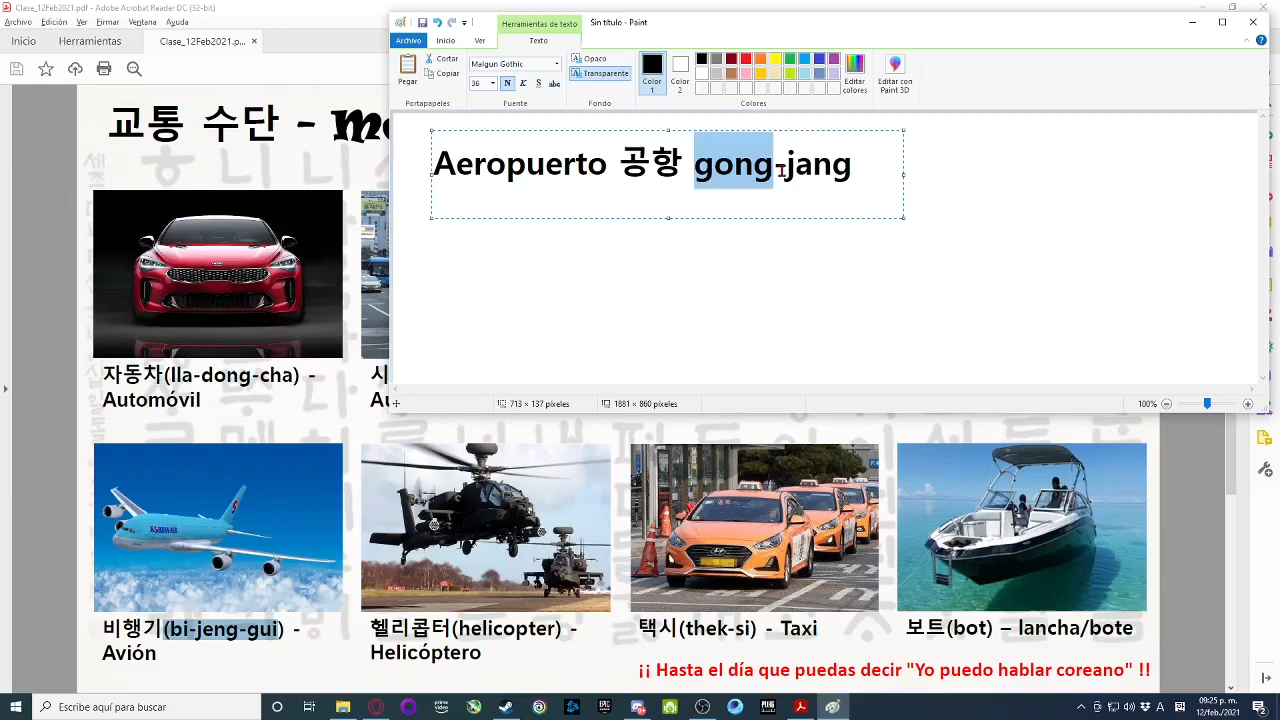 Clase_12Feb2021.pdf - Adobe Acrobat Reader DC (32-bit)
Archivo Edición Ver Firmar Ventana Ayuda
Inicio Herramientas Clase_12Feb2021.p... ×
Sin título - Paint
Herramientas de texto
Archivo Inicio Ver Texto
Pegar
Cortar
Copiar
Portapapeles
Malgun Gothic
36 N K S abc
Fuente
Opaco
Transparente
Fondo
Color 1
Color 2
Editar colores
Colores
Editar con Paint 3D
Aeropuerto 공항 gong-jang
713 × 137 píxeles
1881 × 860 píxeles
100%
교통 수단 -
자동차(lla-dong-cha) -
Automóvil
비행기(bi-jeng-gui) -
Avión
헬리콥터(helicopter) -
Helicóptero
택시(thek-si) - Taxi
보트(bot) – lancha/bote
KOREAN AIR
¡¡ Hasta el día que puedas decir "Yo puedo hablar coreano" !!
Escribe aquí para buscar
prime video
EPIC
PUBG
09:25 p. m.
12/feb./2021